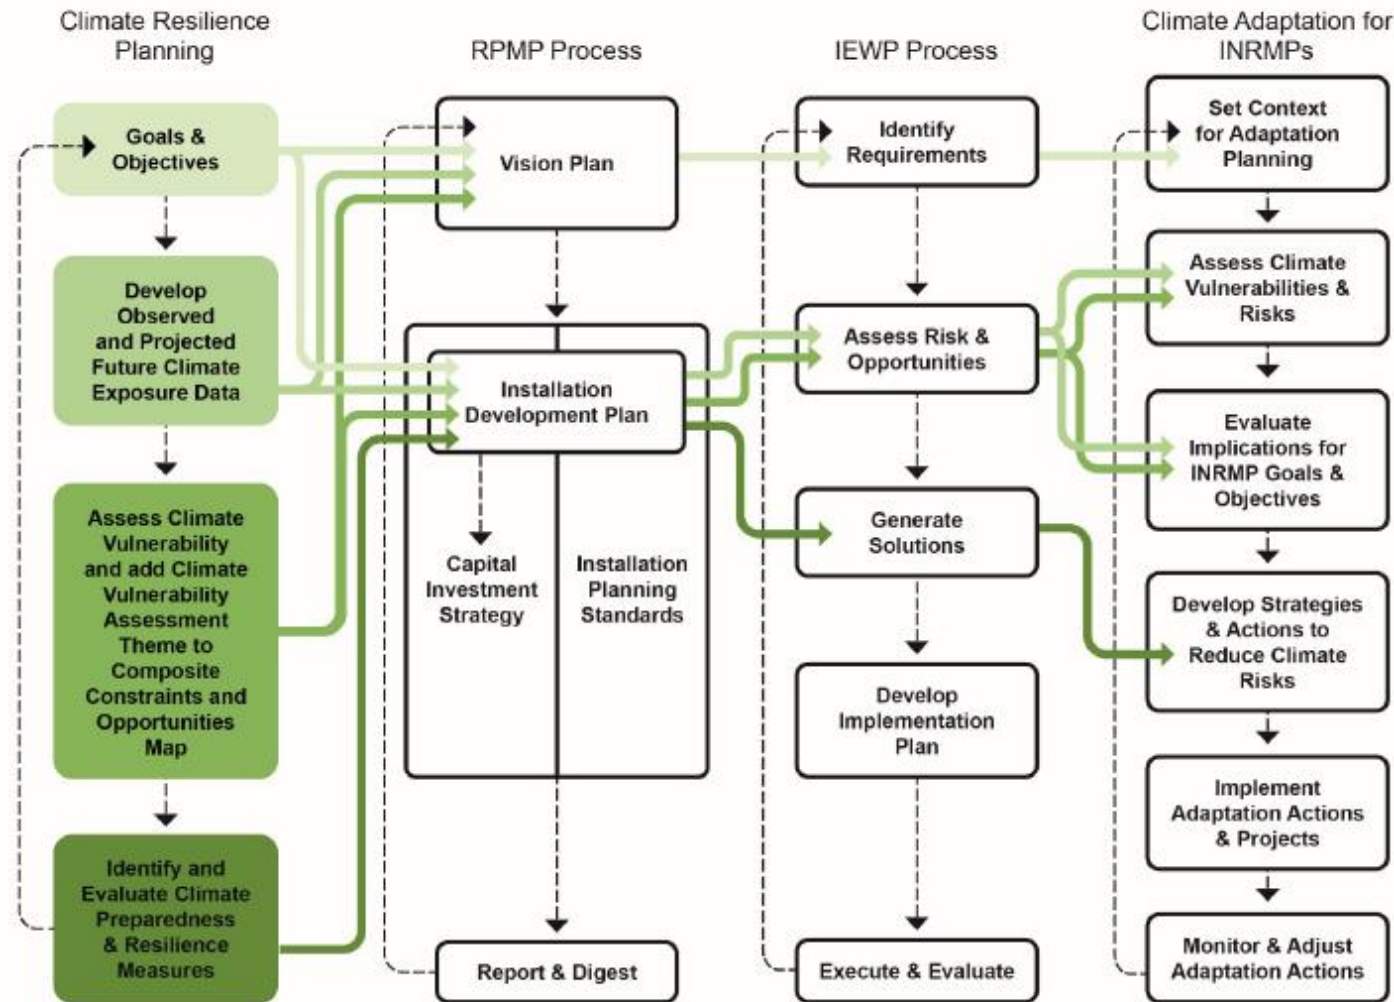 Climate Resilience
Planning
Goals &
Objectives
Develop
Observed
and Projected
Future Climate
Exposure Data
Assess Climate
Vulnerability
and add Climate
Vulnerability
Assessment
Theme to
Composite
Constraints and
Opportunities
Map
Identify and
Evaluate Climate
Preparedness
& Resilience
Measures
RPMP Process
Vision Plan
Installation
Development Plan
Capital
Investment
Strategy
Installation
Planning
Standards
Report & Digest
IEWP Process
Identify
Requirements
Assess Risk &
Opportunities
Generate
Solutions
Develop
Implementation
Plan
Execute & Evaluate
Climate Adaptation for
INRMPs
Set Context
for Adaptation
Planning
Assess Climate
Vulnerabilities &
Risks
Evaluate
Implications for
INRMP Goals &
Objectives
Develop Strategies
& Actions to
Reduce Climate
Risks
Implement
Adaptation Actions
& Projects
Monitor & Adjust
Adaptation Actions